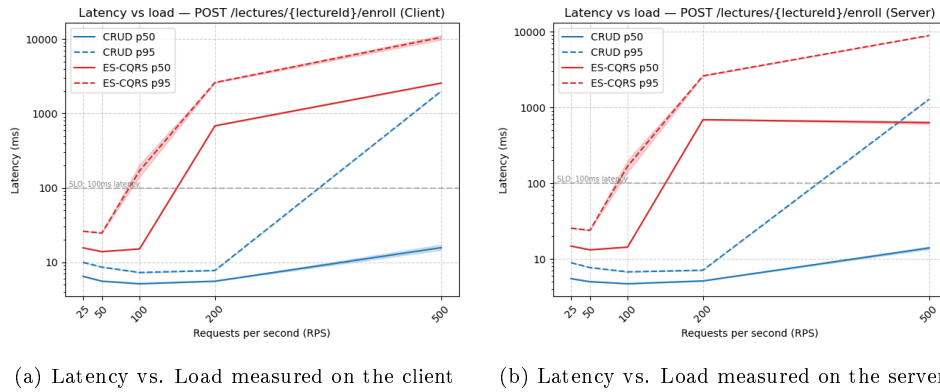 Latency vs load — POST /lectures/{lectureId}/enroll (Client)
CRUD p50
CRUD p95
ES-CQRS p50
ES-CQRS p95
Latency (ms)
10000
1000
100
10
SLO: 100ms latency
25
50
100
200
500
Requests per second (RPS)
(a) Latency vs. Load measured on the client
Latency vs load — POST /lectures/{lectureId}/enroll (Server)
CRUD p50
CRUD p95
ES-CQRS p50
ES-CQRS p95
Latency (ms)
10000
1000
100
10
SLO: 100ms latency
25
50
100
200
500
Requests per second (RPS)
(b) Latency vs. Load measured on the server